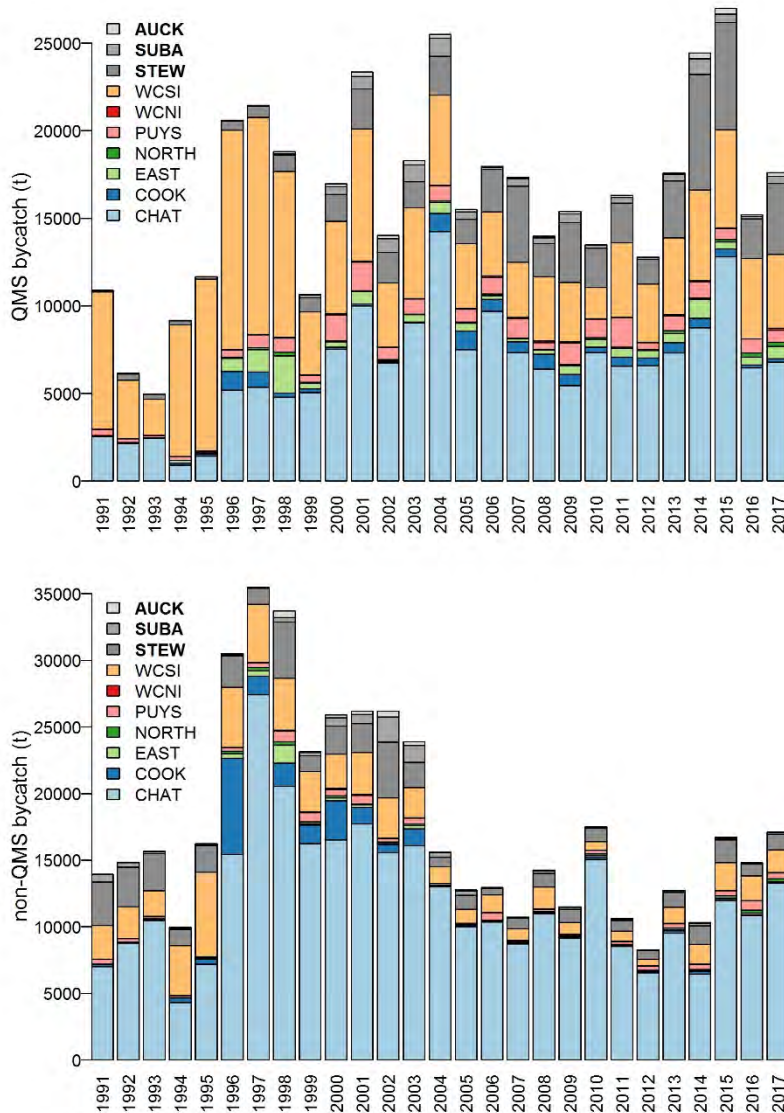 25000
20000
15000
10000
5000
0
QMS bycatch (t)
AUCK
SUBA
STEW
WCSI
WCNI
PUYS
NORTH
EAST
COOK
CHAT
1991 1992 1993 1994 1995 1996 1997 1998 1999 2000 2001 2002 2003 2004 2005 2006 2007 2008 2009 2010 2011 2012 2013 2014 2015 2016 2017
35000
30000
25000
20000
15000
10000
5000
0
non-QMS bycatch (t)
AUCK
SUBA
STEW
WCSI
WCNI
PUYS
NORTH
EAST
COOK
CHAT
1991 1992 1993 1994 1995 1996 1997 1998 1999 2000 2001 2002 2003 2004 2005 2006 2007 2008 2009 2010 2011 2012 2013 2014 2015 2016 2017